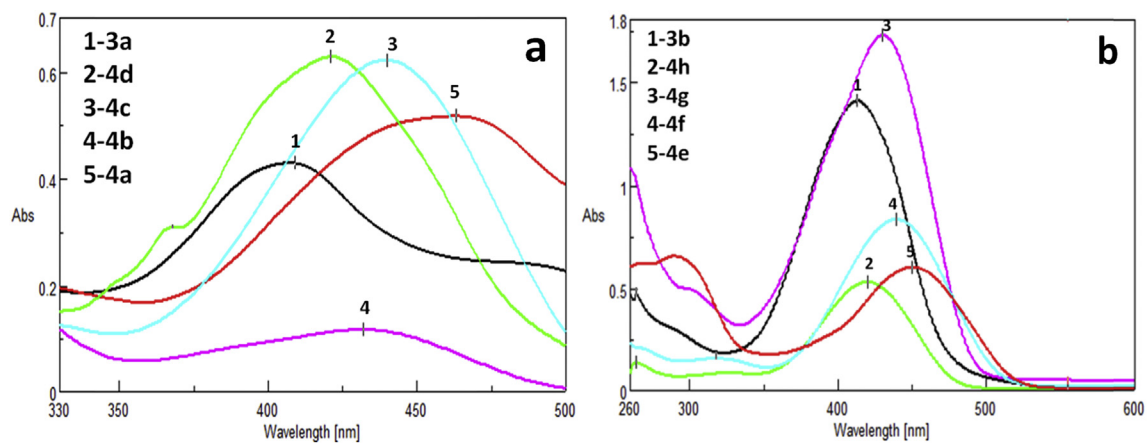 a
1-3a
2-4d
3-4c
4-4b
5-4a
2
3
5
1
4
0.7
0.6
0.4
0.2
0
Abs
330
350
400
450
500
Wavelength [nm]
b
1-3b
2-4h
3-4g
4-4f
5-4e
3
1
4
5
2
1.8
1.5
1
0.5
0
Abs
260
300
400
500
600
Wavelength [nm]